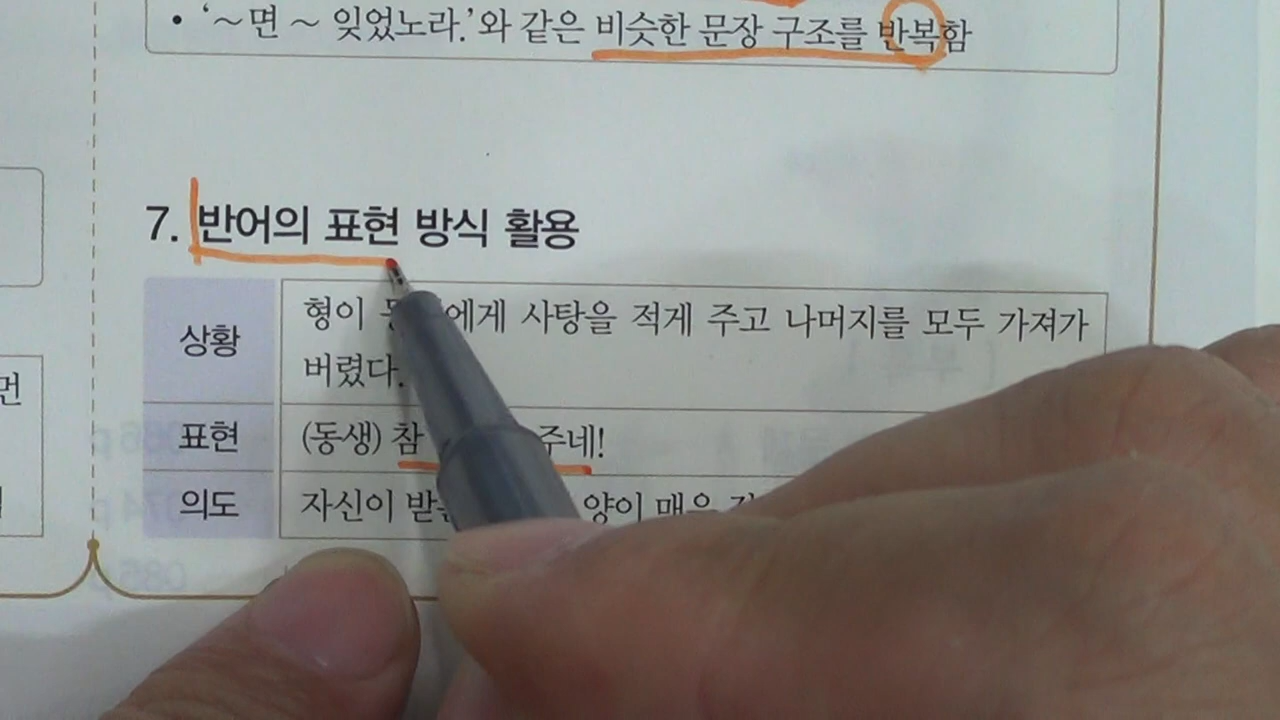 • '～면 ～ 잊었노라.'와 같은 비슷한 문장 구조를 반복함
7. 반어의 표현 방식 활용
상황
형이 에게 사탕을 적게 주고 나머지를 모두 가져가
버렸다.
표현
(동생) 참 주네!
의도
자신이 양이 매우
먼